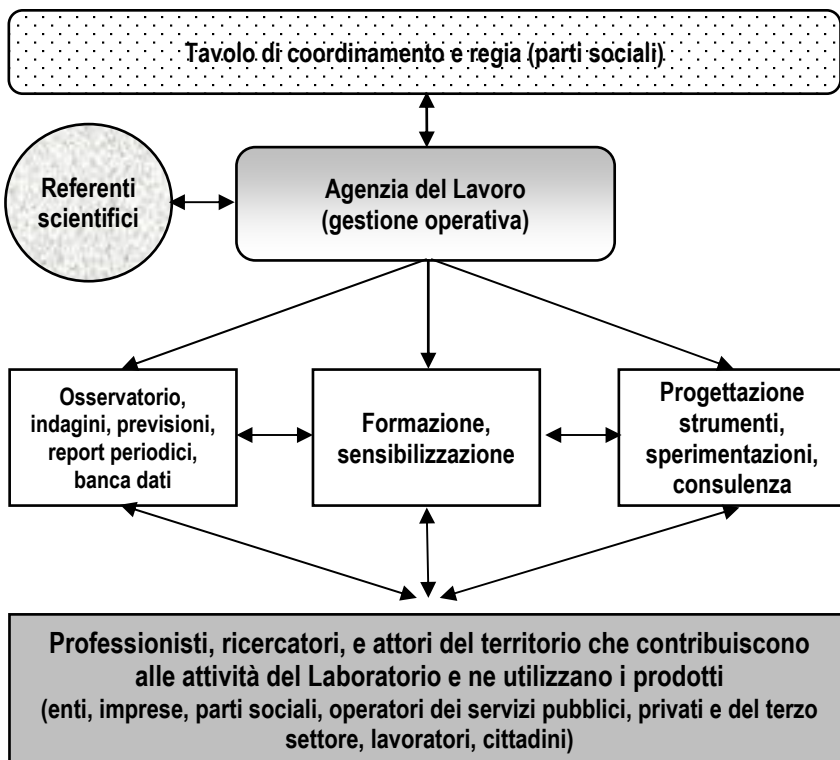 Tavolo di coordinamento e regia (parti sociali)
Referenti
scientifici
Agenzia del Lavoro
(gestione operativa)
Osservatorio,
indagini, previsioni,
report periodici,
banca dati
Formazione,
sensibilizzazione
Progettazione
strumenti,
sperimentazioni,
consulenza
Professionisti, ricercatori, e attori del territorio che contribuiscono
alle attività del Laboratorio e ne utilizzano i prodotti
(enti, imprese, parti sociali, operatori dei servizi pubblici, privati e del terzo
settore, lavoratori, cittadini)